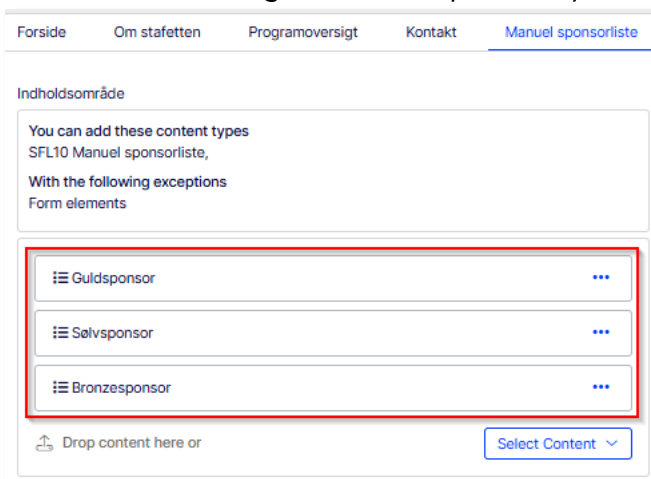 Forside Om stafetten Programoversigt Kontakt Manuel sponsorliste
Indholdsområde
You can add these content types
SFL10 Manuel sponsorliste,
With the following exceptions
Form elements
Guldsponsor
Sølvsponsor
Bronzesponsor
Drop content here or Select Content